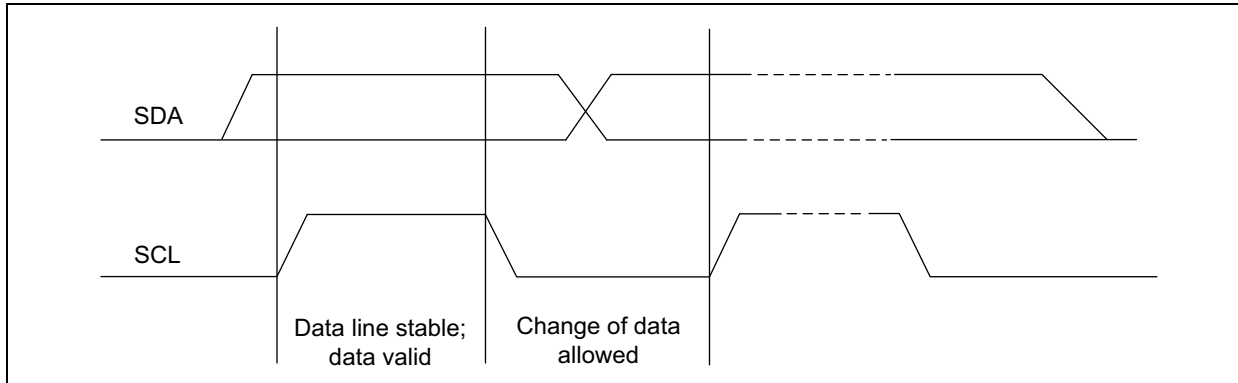 SDA
SCL
Data line stable;
data valid
Change of data
allowed